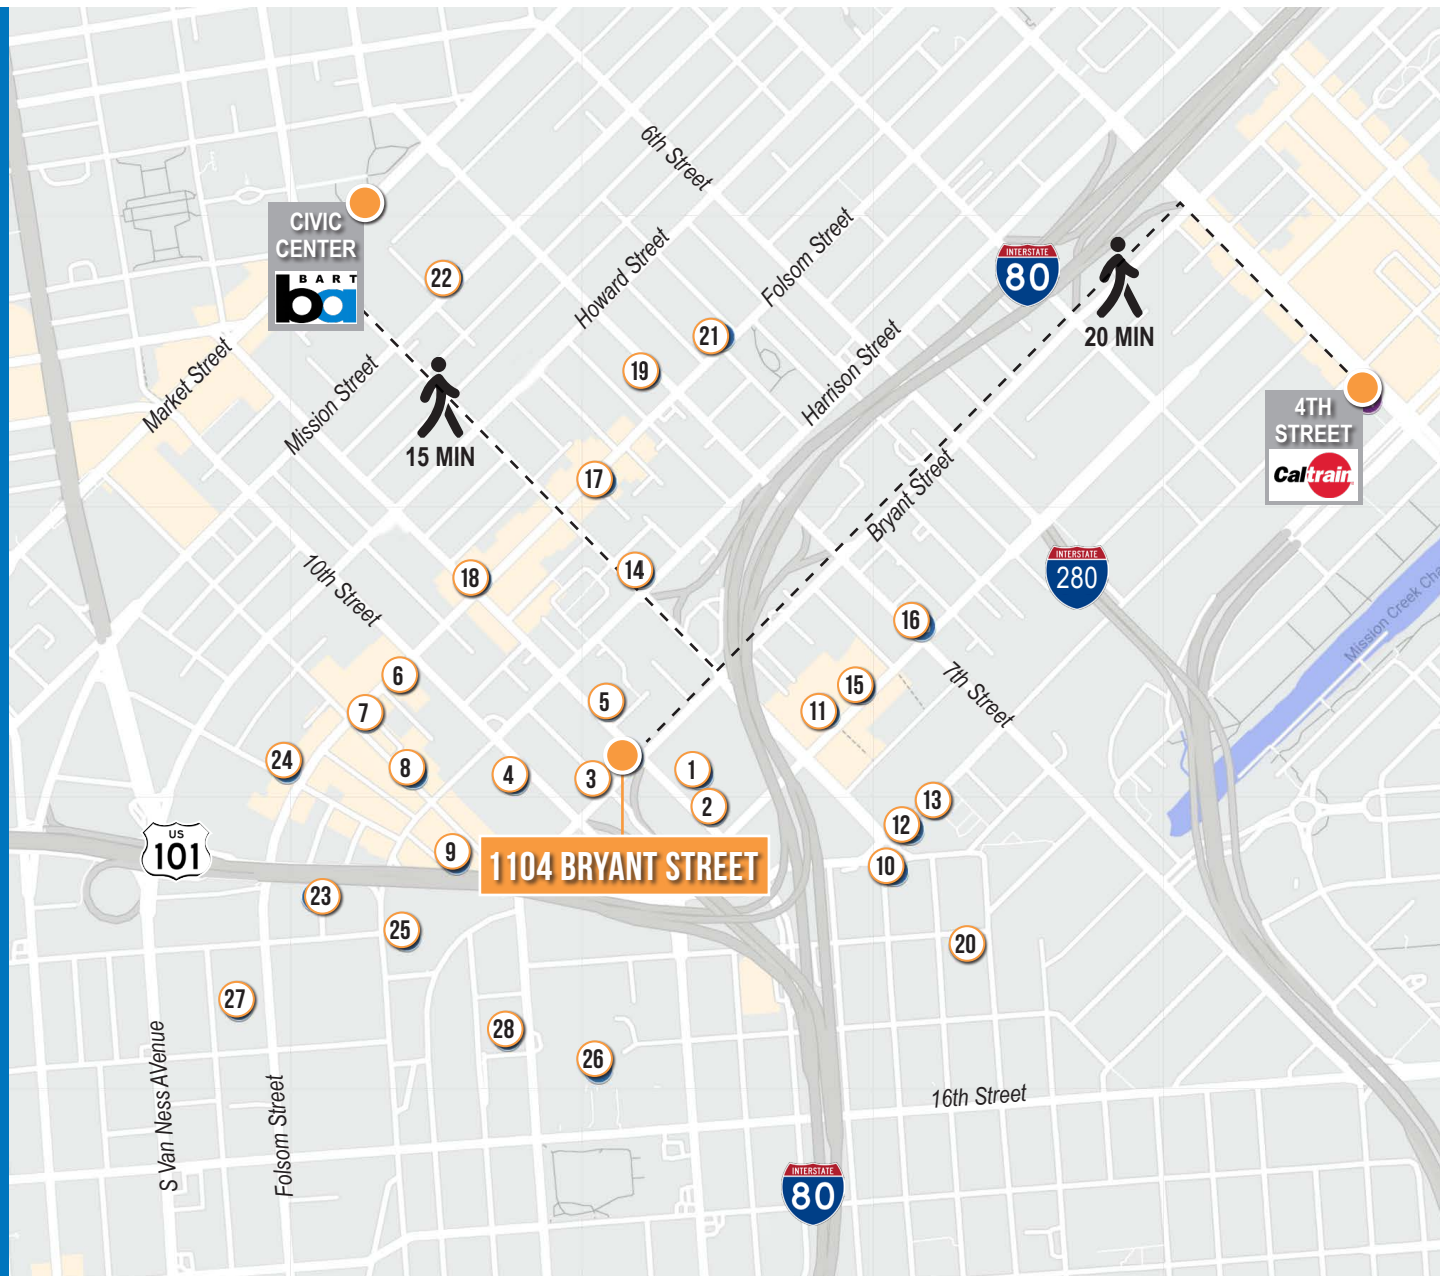 6th Street
CIVIC
CENTER
BART
ba
22
Howard Street
Folsom Street
INTERSTATE
80
20 MIN
21
19
Market Street
Mission Street
15 MIN
Harrison Street
4TH
STREET
Caltrain
17
Bryant Street
10th Street
18
14
INTERSTATE
280
16
7th Street
Mission Creek Cha
6
7
5
15
11
24
8
4
3
1
2
13
12
10
US
101
9
1104 BRYANT STREET
23
25
20
27
28
26
S Van Ness AVenue
Folsom Street
16th Street
INTERSTATE
80